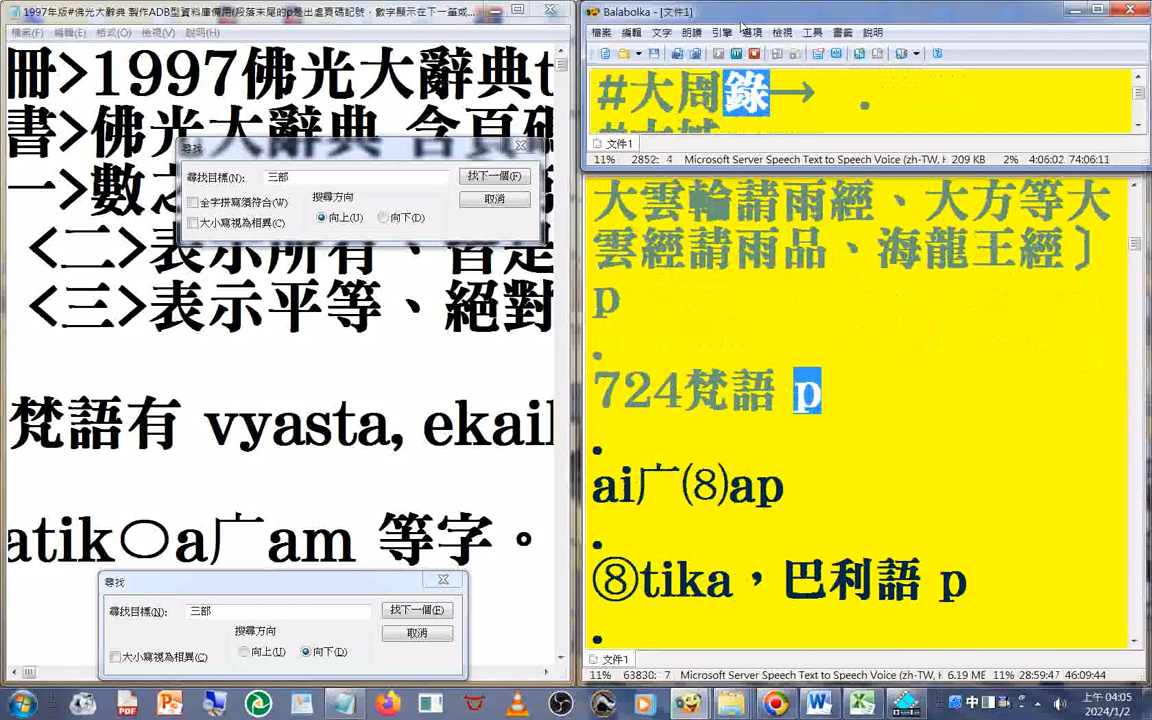 1997年版#佛光大辭典 製作ADB型資料庫備用(段落末尾的p是出處頁碼記號、數字顯示在下一筆或...
檔案(F) 編輯(E) 格式(O) 檢視(V) 說明(H)
冊>1997佛光大辭典t
書>佛光大辭典 含頁碼
一>數之
<二>表示所有、皆是
<三>表示平等、絕對
梵語有 vyasta, ekaik
atik○a广am 等字。
尋找
尋找目標(N): 三部
找下一個(F)
全字拼寫須符合(W)
大小寫視為相異(C)
搜尋方向
向上(U) 向下(D)
取消
尋找
尋找目標(N): 三部
找下一個(F)
搜尋方向
取消
大小寫視為相異(C)
向上(U) 向下(D)
Balabolka - [文件1]
檔案 編輯 文字 朗讀 引擎 選項 檢視 工具 書籤 說明
#大周錄→ .
文件1
11% 2852: 4 Microsoft Server Speech Text to Speech Voice (zh-TW, H 209 KB 2% 4:06:02 74:06:11
大雲輪請雨經、大方等大
雲經請雨品、海龍王經〕
p
.
724梵語 p
.
ai广⑻ap
.
⑧tika，巴利語 p
.
文件1
11% 63830: 7 Microsoft Server Speech Text to Speech Voice (zh-TW, H 6.19 ME 11% 28:59:47 46:09:44
上午 04:05
2024/1/2